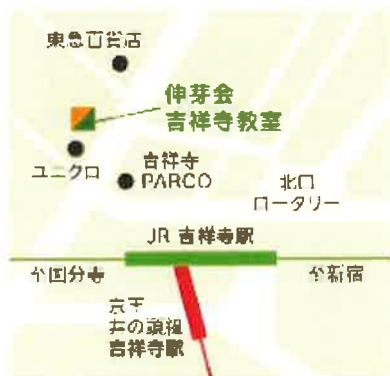 東急百貨店
伸芽会
吉祥寺教室
ユニクロ
吉祥寺
PARCO
北口
ロータリー
JR 吉祥寺駅
至国分寺
至新宿
京王
井の頭線
吉祥寺駅